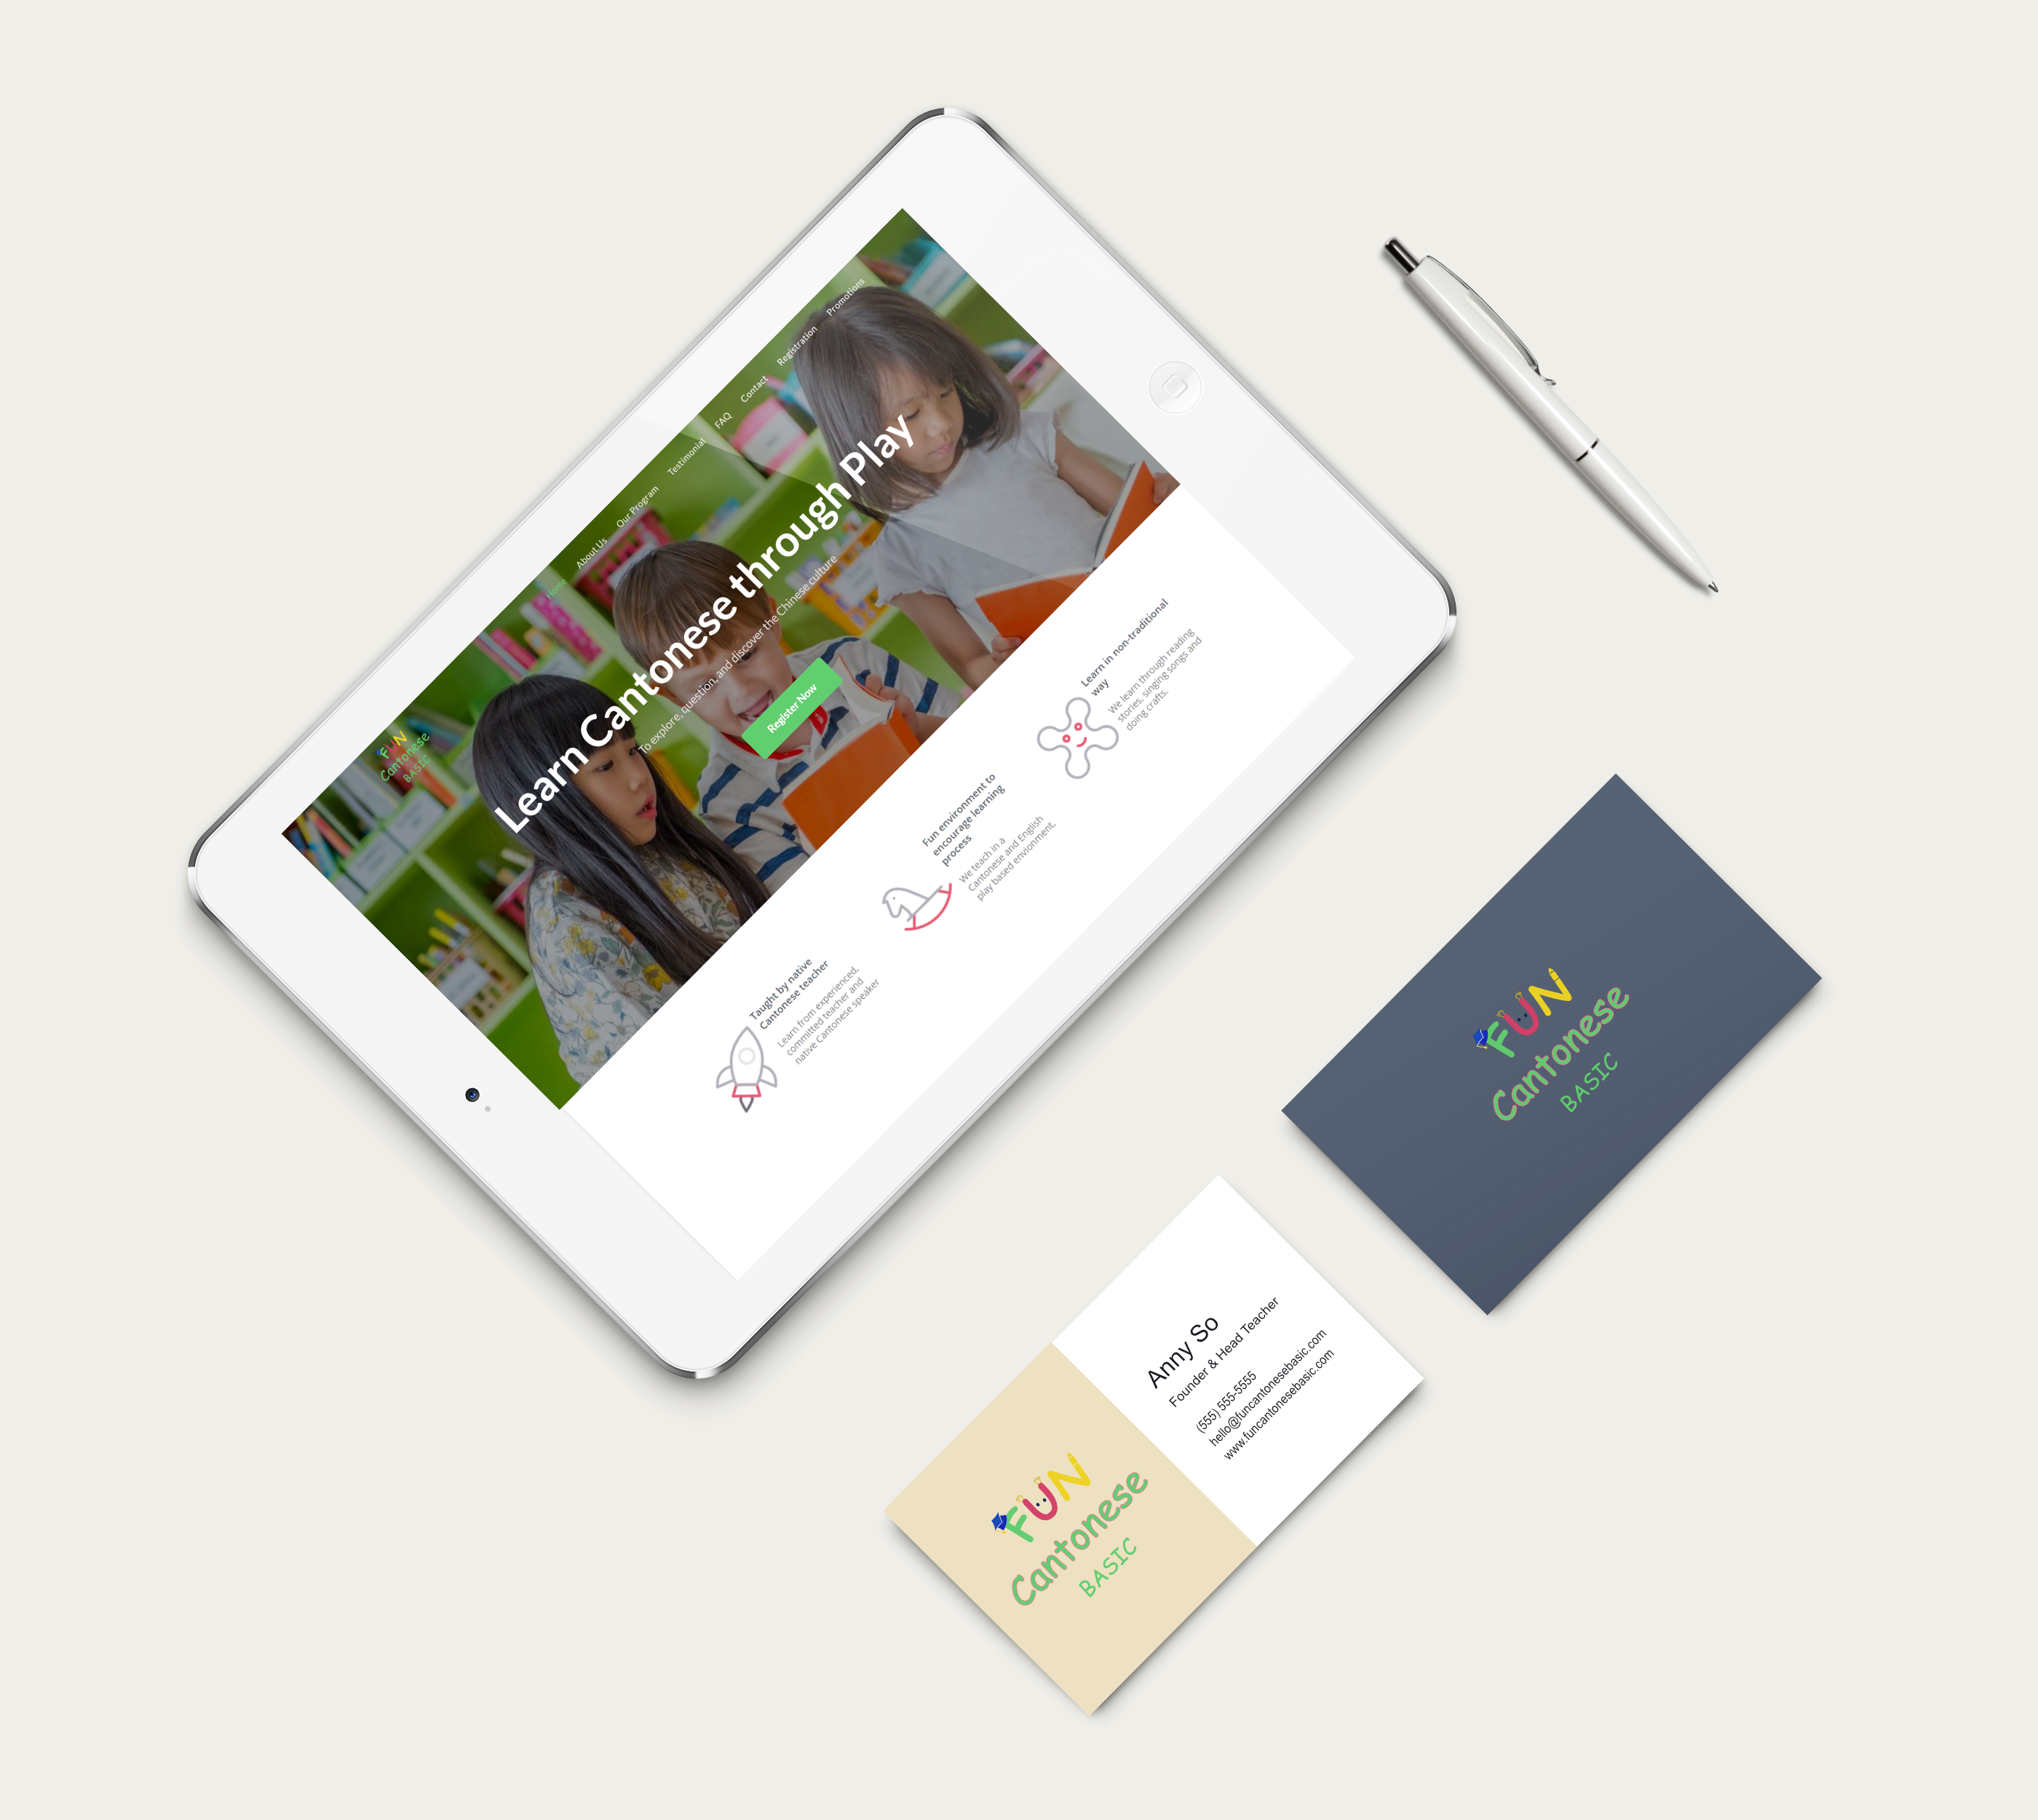 FUN
Cantonese
BASIC
Home About Us Our Program Testimonial FAQ Contact Registration Promotions
Learn Cantonese through Play
To explore, question, and discover the Chinese culture
Register Now
Taught by native
Cantonese teacher
Learn from experienced,
committed teacher and
native Cantonese speaker
Fun environment to
encourage learning
process
We teach in a
Cantonese and English
play based envionment.
Learn in non-traditional
way
We learn through reading
stories, singing songs and
doing crafts.
FUN
Cantonese
BASIC
FUN
Cantonese
BASIC
Anny So
Founder & Head Teacher
(555) 555-5555
hello@funcantonesebasic.com
www.funcantonesebasic.com